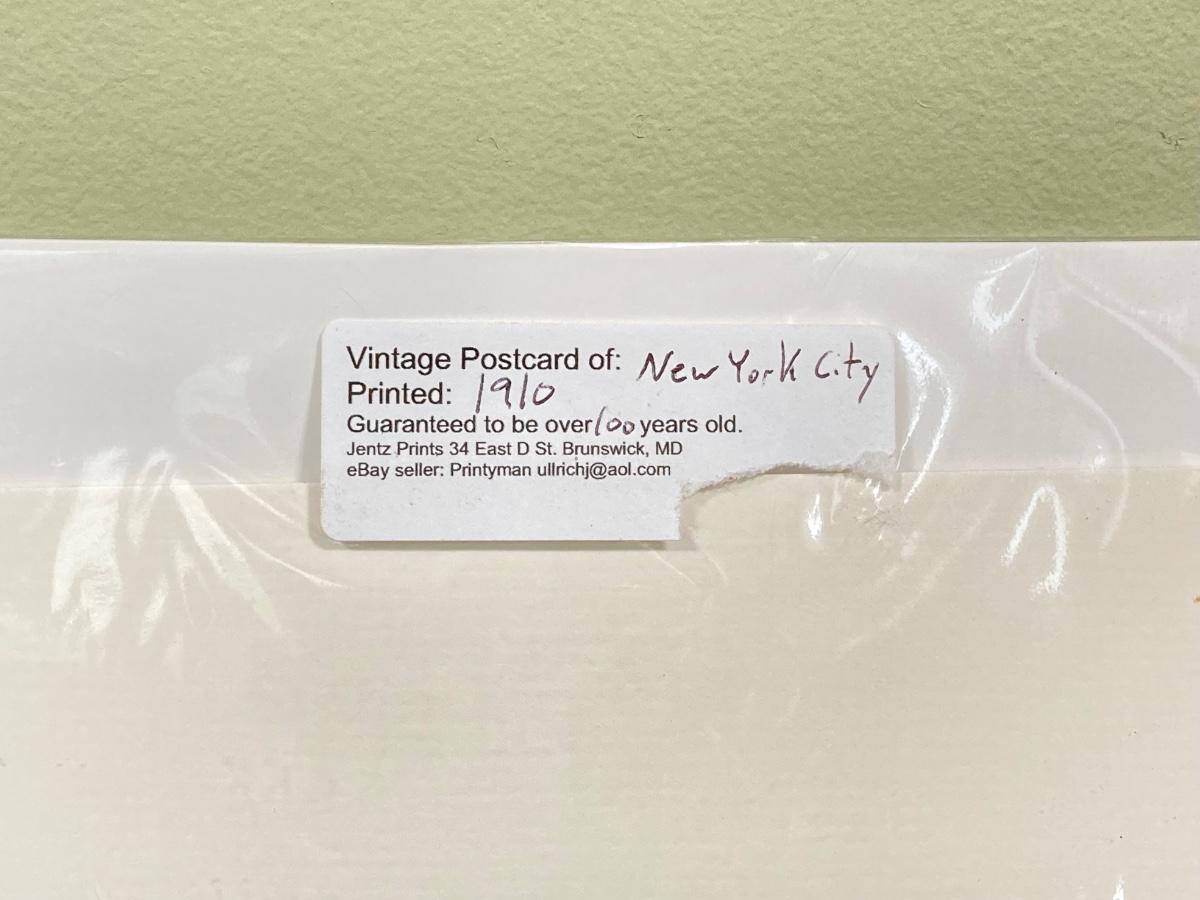 Vintage Postcard of: New York City
Printed: 1910
Guaranteed to be over 100 years old.
Jentz Prints 34 East D St. Brunswick, MD
eBay seller: Printyman ullrichj@aol.com